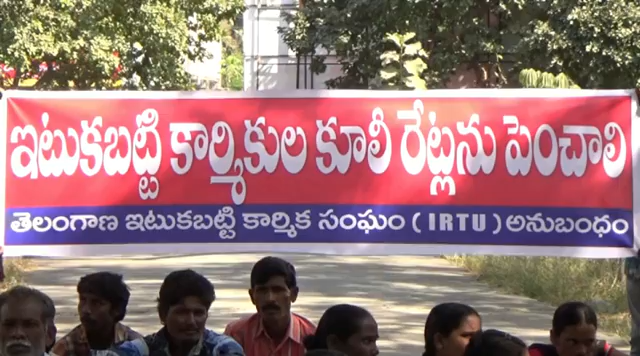 ఇటుకబట్టి కార్మికుల కూలీ రేట్లను పెంచాలి
తెలంగాణ ఇటుకబట్టి కార్మిక సంఘం ( IRTU ) అనుబంధం